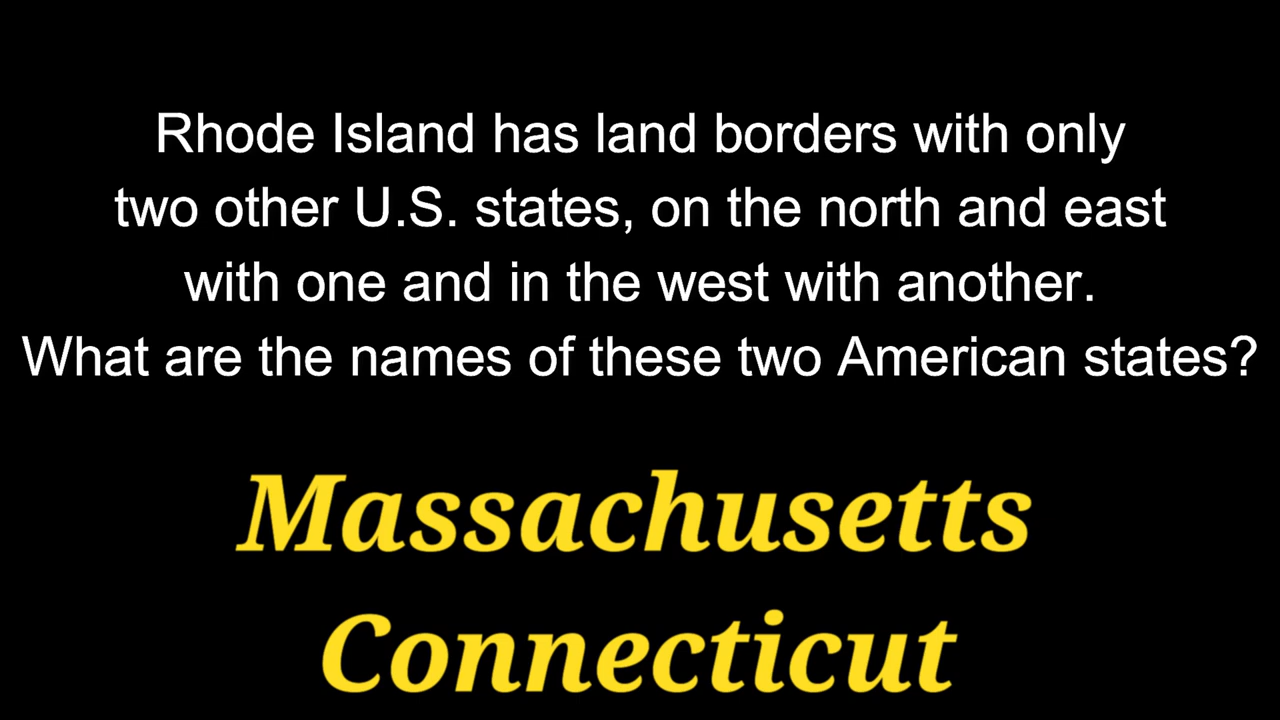 Rhode Island has land borders with only
two other U.S. states, on the north and east
with one and in the west with another.
What are the names of these two American states?
Massachusetts
Connecticut